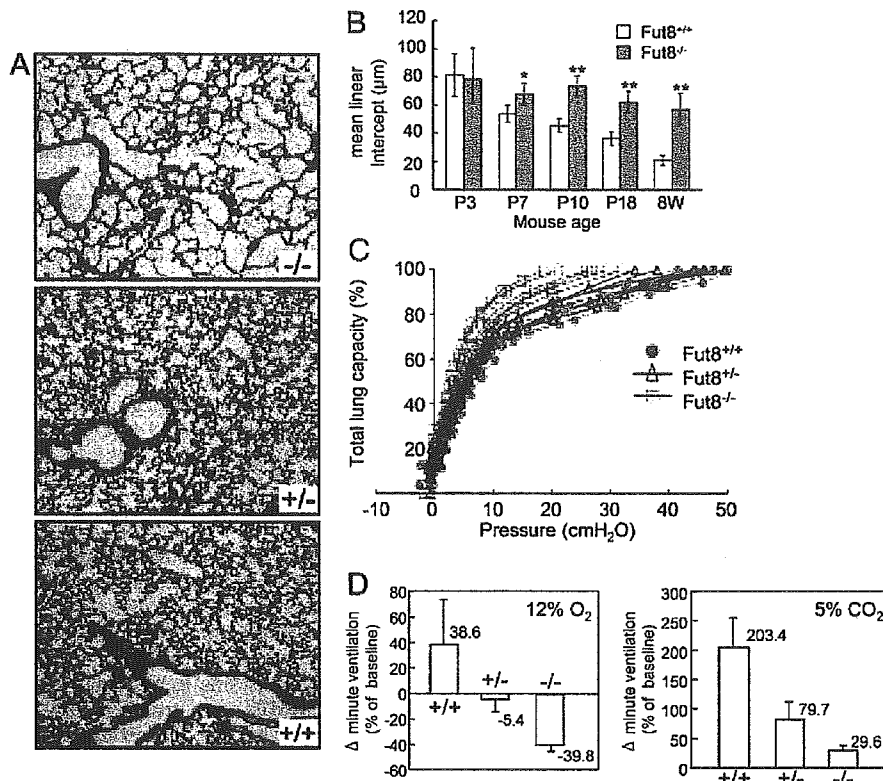 A
-/-
+/-
+/+
B
120
100
80
60
40
20
0
mean linear
Intercept (μm)
Fut8+/+
Fut8-/-
*
**
**
**
P3 P7 P10 P18 8W
Mouse age
C
100
80
60
40
20
Total lung capacity (%)
Fut8+/+
Fut8+/-
Fut8-/-
-10 0 10 20 30 40 50
Pressure (cmH2O)
D
80
60
40
20
0
-20
-40
-60
Δ minute ventilation
(% of baseline)
12% O2
38.6
+/+
+/-
-5.4
-/-
-39.8
300
250
200
150
100
50
0
Δ minute ventilation
(% of baseline)
5% CO2
203.4
79.7
29.6
+/+ +/- -/-